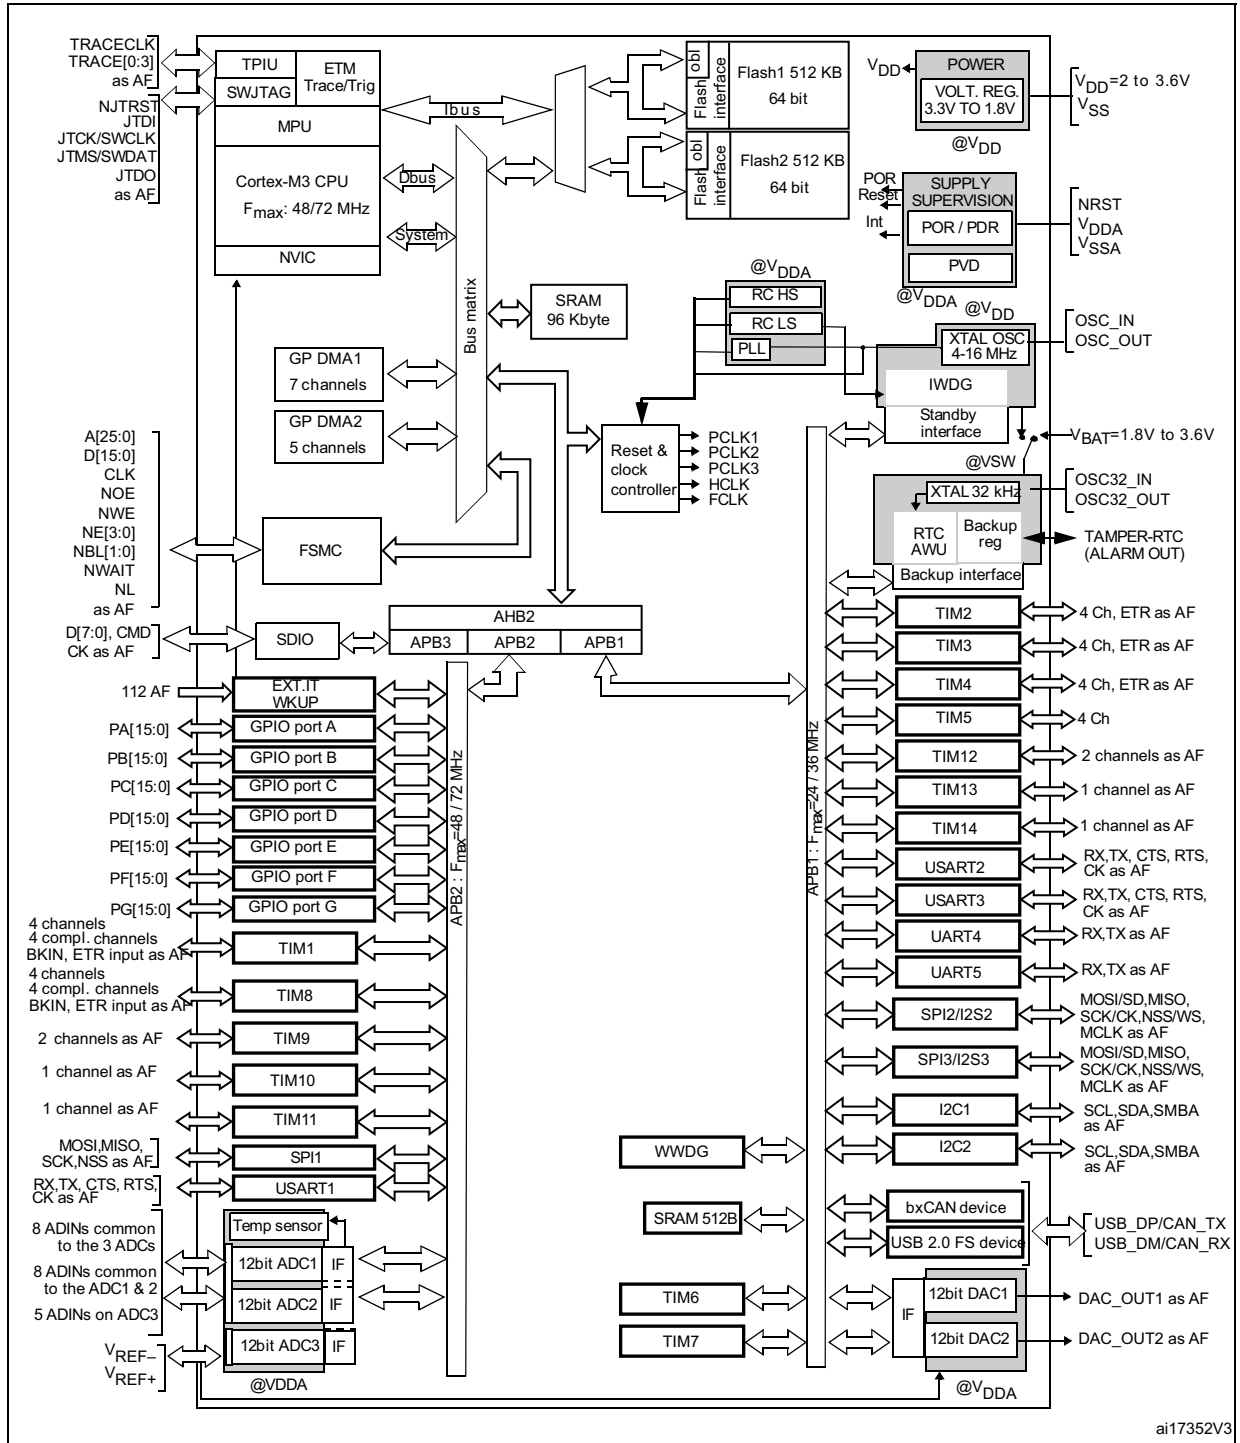 TRACECLK
TRACE[0:3]
as AF
NJTRST
JTDI
JTCK/SWCLK
JTMS/SWDAT
JTDO
as AF
TPIU
SWJTAG
ETM
Trace/Trig
MPU
Cortex-M3 CPU
Fmax: 48/72 MHz
NVIC
Ibus
Dbus
System
Bus matrix
Flash obl
interface
Flash1 512 KB
64 bit
Flash obl
interface
Flash2 512 KB
64 bit
VDD
POWER
VOLT. REG.
3.3V TO 1.8V
@VDD
VDD=2 to 3.6V
VSS
POR
Reset
Int
SUPPLY
SUPERVISION
POR / PDR
PVD
@VDDA
NRST
VDDA
VSSA
SRAM
96 Kbyte
@VDDA
RC HS
RC LS
PLL
@VDD
XTAL OSC
4-16 MHz
IWDG
Standby
interface
OSC_IN
OSC_OUT
VBAT=1.8V to 3.6V
GP DMA1
7 channels
GP DMA2
5 channels
Reset &
clock
controller
PCLK1
PCLK2
PCLK3
HCLK
FCLK
@VSW
XTAL 32 kHz
RTC
AWU
Backup
reg
Backup interface
OSC32_IN
OSC32_OUT
TAMPER-RTC
(ALARM OUT)
A[25:0]
D[15:0]
CLK
NOE
NWE
NE[3:0]
NBL[1:0]
NWAIT
NL
as AF
FSMC
D[7:0], CMD
CK as AF
SDIO
AHB2
APB3
APB2
APB1
112 AF
EXT.IT
WKUP
PA[15:0]
GPIO port A
PB[15:0]
GPIO port B
PC[15:0]
GPIO port C
PD[15:0]
GPIO port D
PE[15:0]
GPIO port E
PF[15:0]
GPIO port F
PG[15:0]
GPIO port G
4 channels
4 compl. channels
BKIN, ETR input as AF
TIM1
4 channels
4 compl. channels
BKIN, ETR input as AF
TIM8
2 channels as AF
TIM9
1 channel as AF
TIM10
1 channel as AF
TIM11
MOSI,MISO,
SCK,NSS as AF
SPI1
RX,TX, CTS, RTS,
CK as AF
USART1
Temp sensor
8 ADINs common
to the 3 ADCs
12bit ADC1
IF
8 ADINs common
to the ADC1 & 2
12bit ADC2
IF
5 ADINs on ADC3
12bit ADC3
IF
VREF–
VREF+
@VDDA
APB2 : Fmax=48 / 72 MHz
APB1 : Fmax=24 / 36 MHz
TIM2
4 Ch, ETR as AF
TIM3
4 Ch, ETR as AF
TIM4
4 Ch, ETR as AF
TIM5
4 Ch
TIM12
2 channels as AF
TIM13
1 channel as AF
TIM14
1 channel as AF
USART2
RX,TX, CTS, RTS,
CK as AF
USART3
RX,TX, CTS, RTS,
CK as AF
UART4
RX,TX as AF
UART5
RX,TX as AF
SPI2/I2S2
MOSI/SD,MISO,
SCK/CK,NSS/WS,
MCLK as AF
SPI3/I2S3
MOSI/SD,MISO,
SCK/CK,NSS/WS,
MCLK as AF
I2C1
SCL,SDA,SMBA
as AF
I2C2
SCL,SDA,SMBA
as AF
WWDG
SRAM 512B
bxCAN device
USB 2.0 FS device
USB_DP/CAN_TX
USB_DM/CAN_RX
TIM6
TIM7
IF
12bit DAC1
DAC_OUT1 as AF
12bit DAC2
DAC_OUT2 as AF
@VDDA
ai17352V3